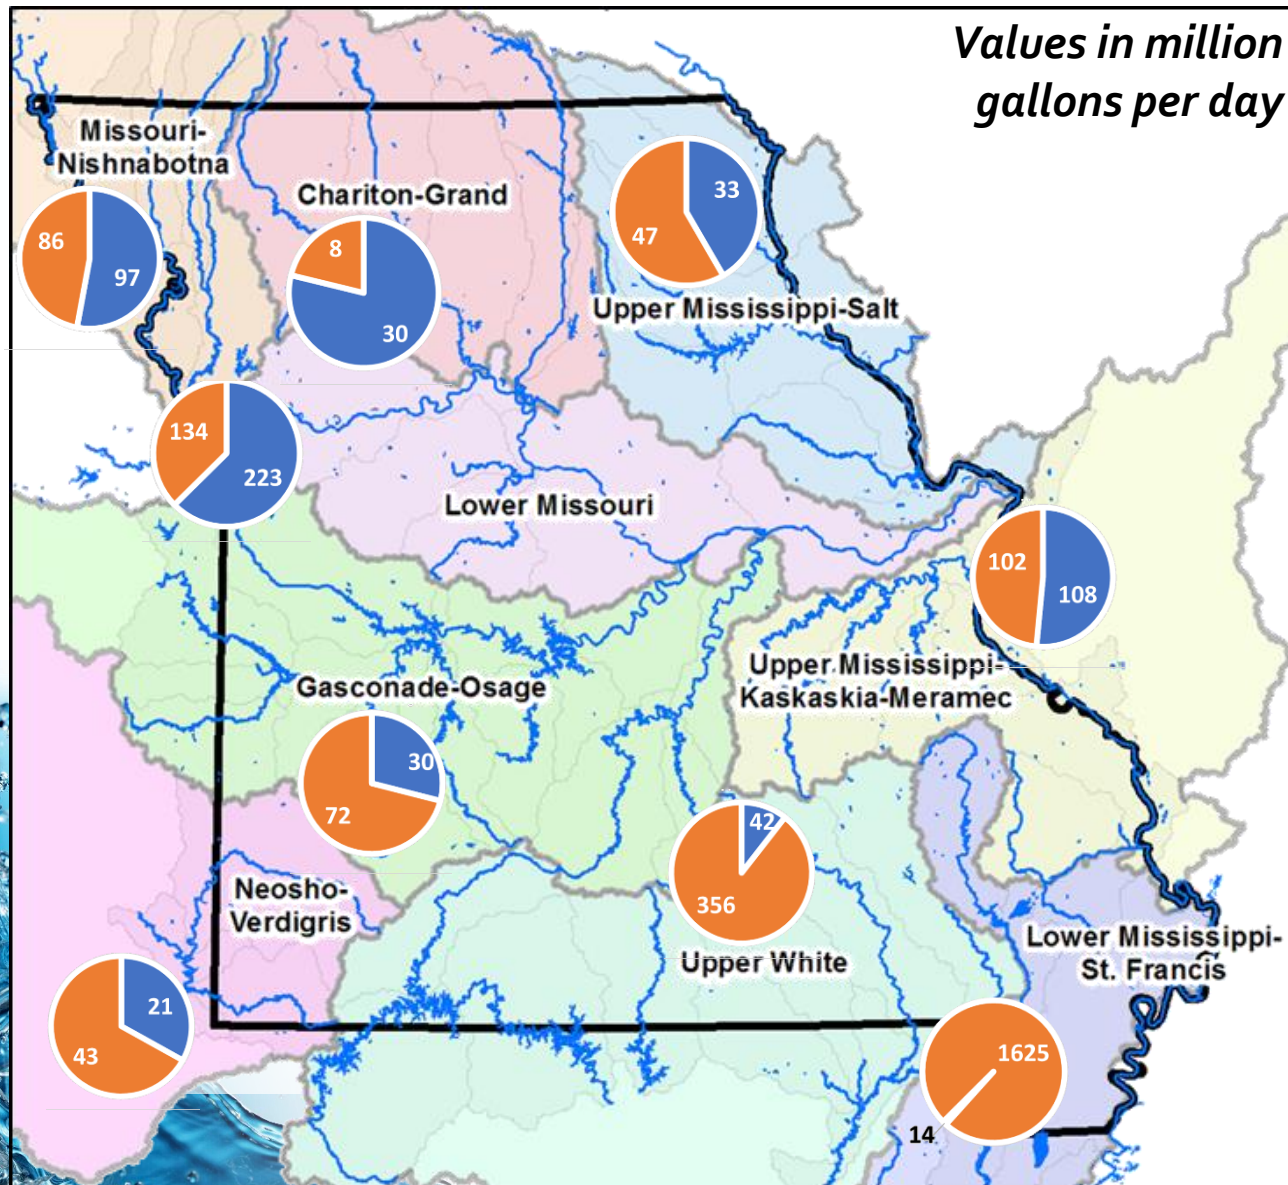 Values in million
gallons per day
Missouri-
Nishnabotna
86
97
Chariton-Grand
8
30
33
47
Upper Mississippi-Salt
134
223
Lower Missouri
102
108
Upper Mississippi-
Kaskaskia-Meramec
Gasconade-Osage
30
72
42
356
Upper White
Neosho-
Verdigris
21
43
Lower Mississippi-
St. Francis
1625
14